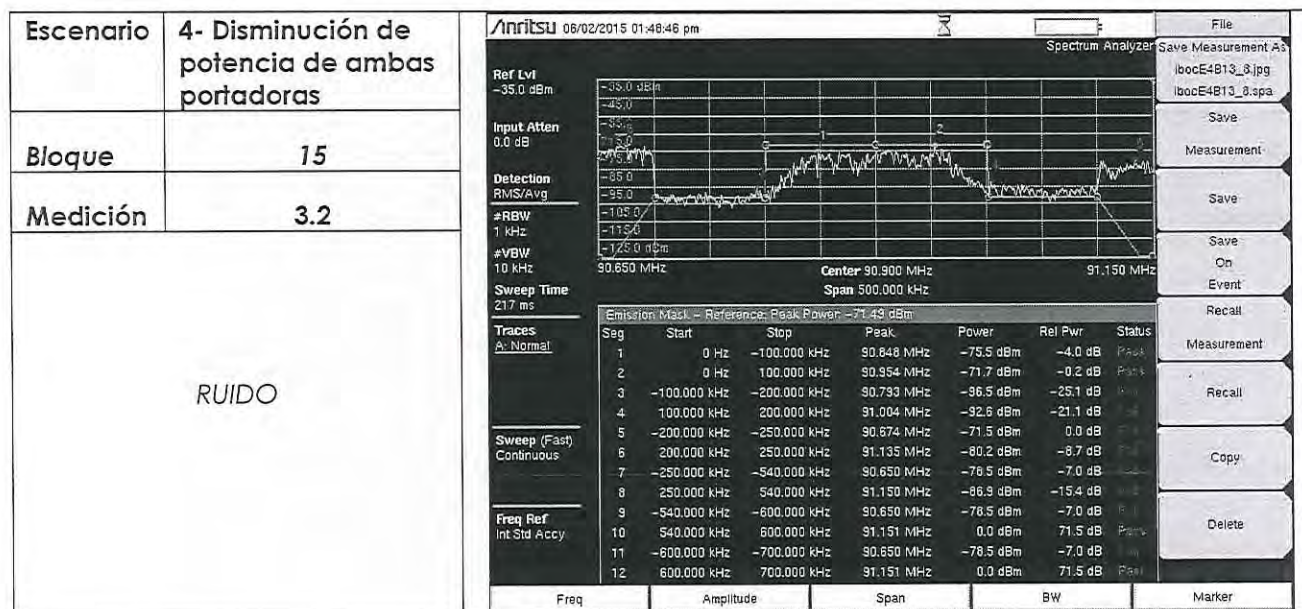 Escenario
4- Disminución de
potencia de ambas
portadoras
Bloque
15
Medición
3.2
RUIDO
Anritsu 06/02/2015 01:48:46 pm
Spectrum Analyzer
Ref Lvl
-35.0 dBm
Input Atten
0.0 dB
Detection
RMS/Avg
#RBW
1 kHz
#VBW
10 kHz
Sweep Time
217 ms
Traces
A: Normal
Sweep (Fast)
Continuous
Freq Ref
Int Std Accy
-35.0 dBm
-45.0
-85.0
-95.0
-105.0
-115.0
-125.0 dBm
1
2
90.650 MHz
Center 90.900 MHz
91.150 MHz
Span 500.000 kHz
Emission Mask - Reference: Peak Power: -71.49 dBm
Seg Start Stop Peak Power Rel Pwr Status
1 0 Hz -100.000 kHz 90.848 MHz -75.5 dBm -4.0 dB
2 0 Hz 100.000 kHz 90.954 MHz -71.7 dBm -0.2 dB
3 -100.000 kHz -200.000 kHz 90.793 MHz -96.5 dBm -25.1 dB
4 100.000 kHz 200.000 kHz 91.004 MHz -92.6 dBm -21.1 dB
5 -200.000 kHz -250.000 kHz 90.674 MHz -71.5 dBm 0.0 dB
6 200.000 kHz 250.000 kHz 91.135 MHz -80.2 dBm -8.7 dB
7 -250.000 kHz -540.000 kHz 90.650 MHz -78.5 dBm -7.0 dB
8 250.000 kHz 540.000 kHz 91.150 MHz -86.9 dBm -15.4 dB
9 -540.000 kHz -600.000 kHz 90.650 MHz -78.5 dBm -7.0 dB
10 540.000 kHz 600.000 kHz 91.151 MHz 0.0 dBm 71.5 dB
11 -600.000 kHz -700.000 kHz 90.650 MHz -78.5 dBm -7.0 dB
12 600.000 kHz 700.000 kHz 91.151 MHz 0.0 dBm 71.5 dB
File
Save Measurement As
ibocE4B13_8.jpg
ibocE4B13_8.spa
Save
Measurement
Save
Save
On
Event
Recall
Measurement
Recall
Copy
Delete
Freq
Amplitude
Span
BW
Marker